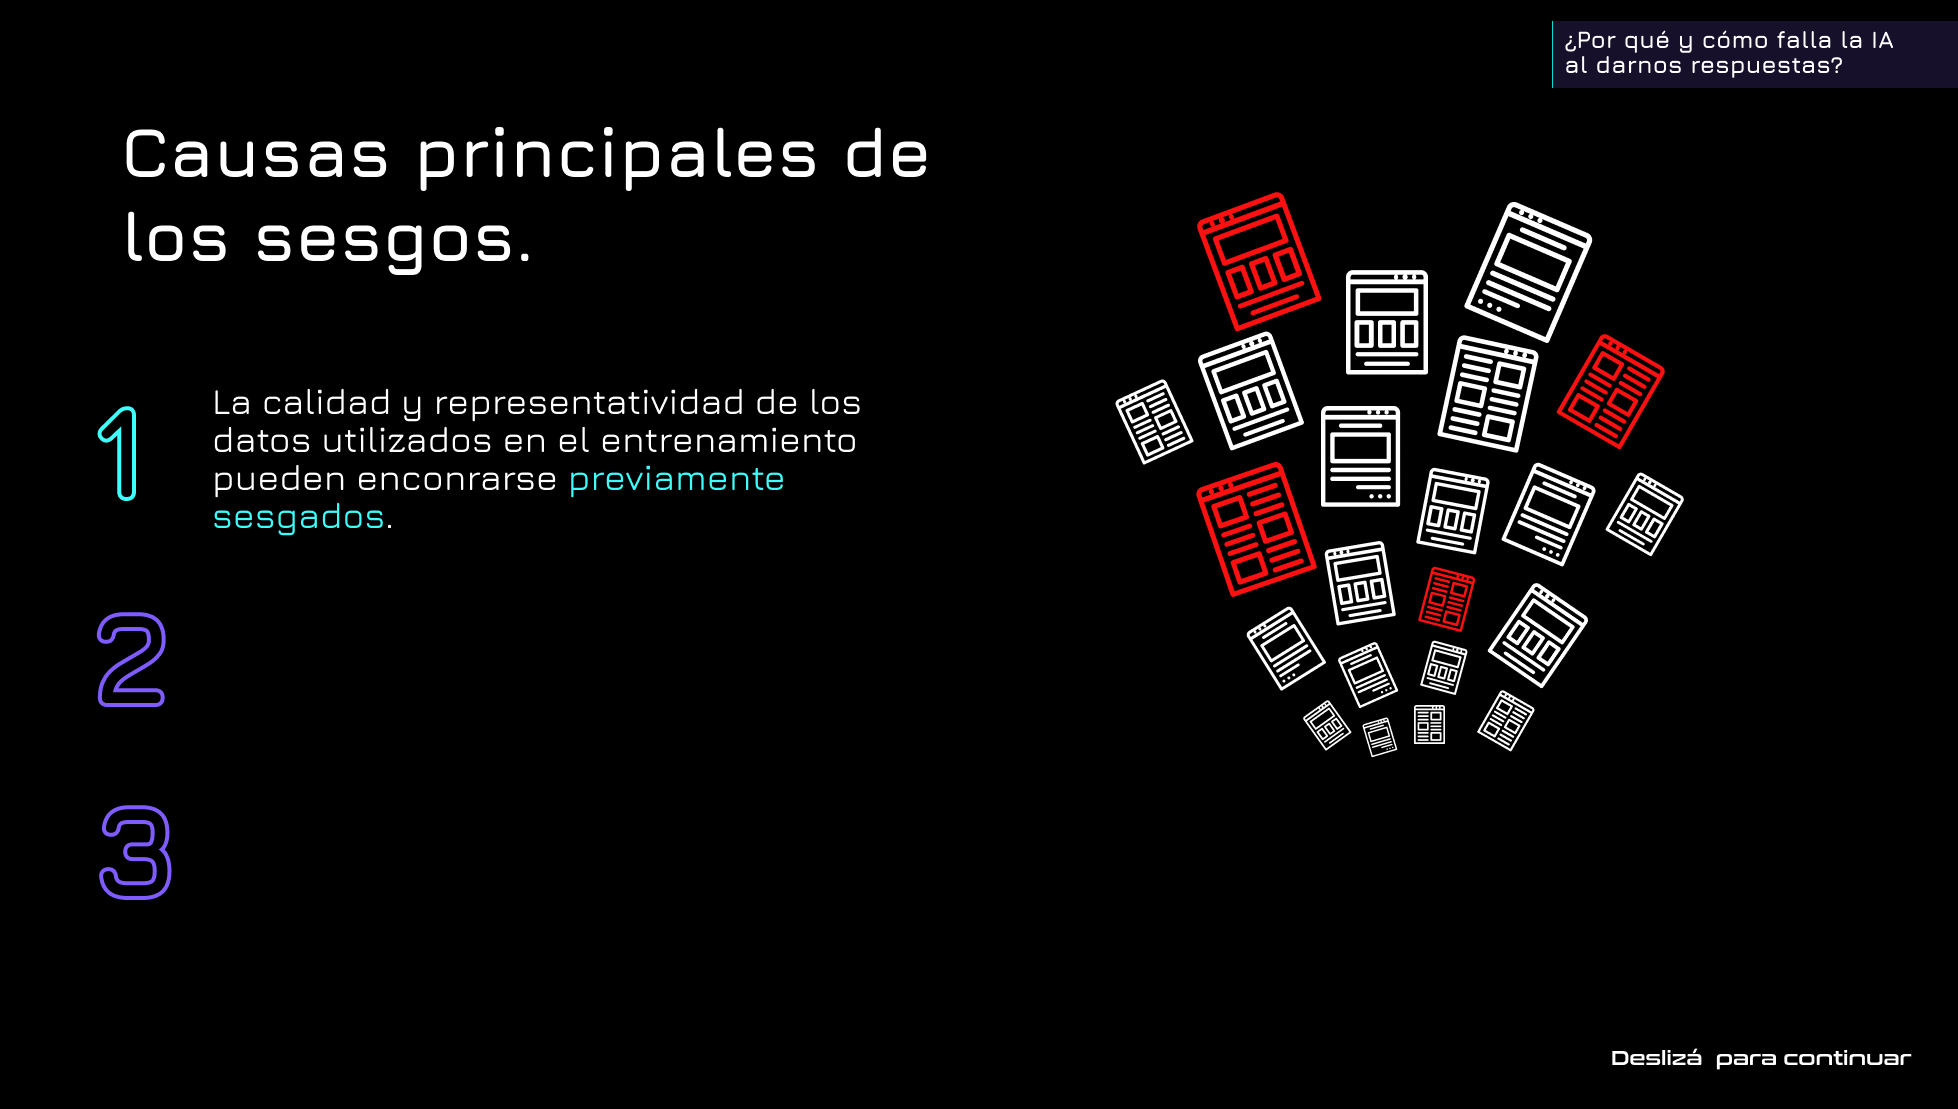 ¿Por qué y cómo falla la IA
al darnos respuestas?
Causas principales de
los sesgos.
1
La calidad y representatividad de los
datos utilizados en el entrenamiento
pueden enconrarse previamente
sesgados.
2
3
Deslizá para continuar